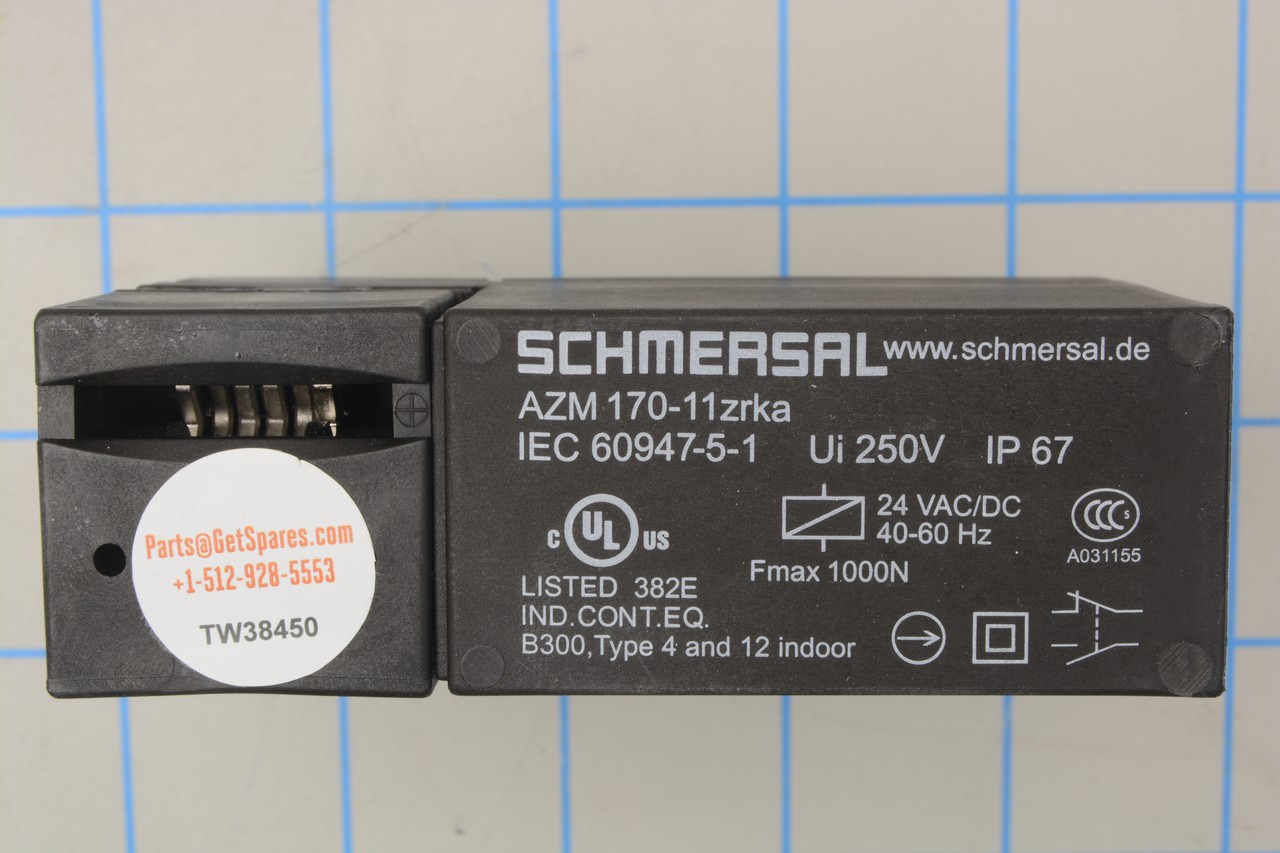 SCHMERSAL www.schmersal.de
AZM 170-11zrka
IEC 60947-5-1 Ui 250V IP 67
24 VAC/DC
40-60 Hz
Fmax 1000N
CCC S
A031155
C UL US
LISTED 382E
IND.CONT.EQ.
B300,Type 4 and 12 indoor
Parts@GetSpares.com
+1-512-928-5553
TW38450